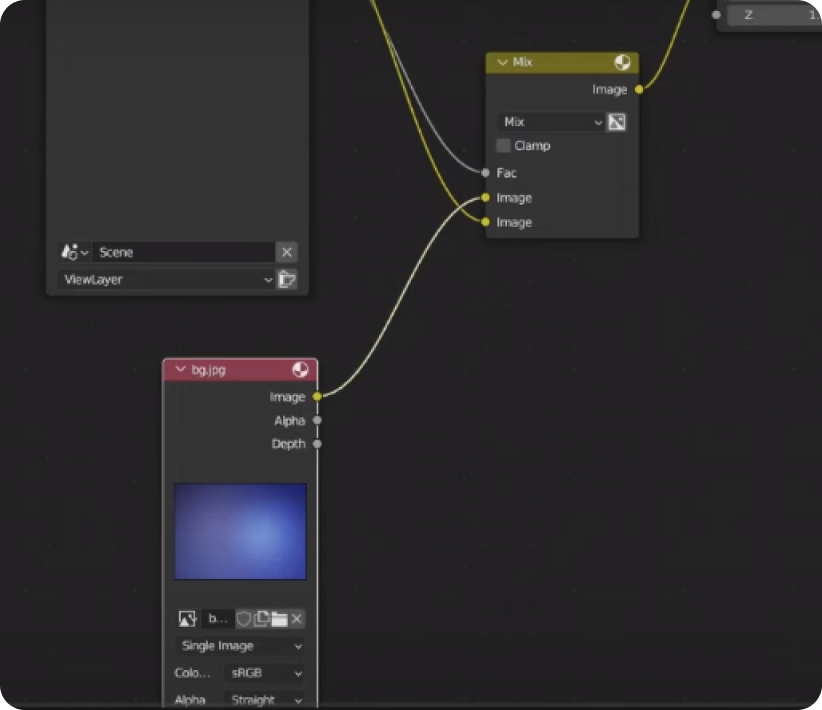 Z 1.
Mix
Image
Mix
Clamp
Fac
Image
Image
Scene
ViewLayer
bg.jpg
Image
Alpha
Depth
b...
Single Image
Colo... sRGB
Alpha Straight